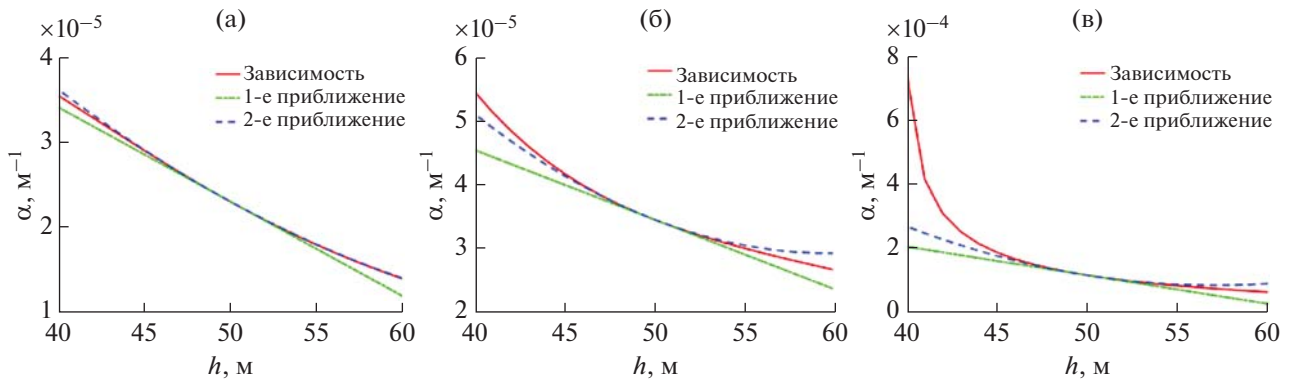 (а)
×10⁻⁵
4
3
2
1
α, м⁻¹
Зависимость
1-е приближение
2-е приближение
40 45 50 55 60
h, м
(б)
×10⁻⁵
6
5
4
3
2
α, м⁻¹
Зависимость
1-е приближение
2-е приближение
40 45 50 55 60
h, м
(в)
×10⁻⁴
8
6
4
2
0
α, м⁻¹
Зависимость
1-е приближение
2-е приближение
40 45 50 55 60
h, м